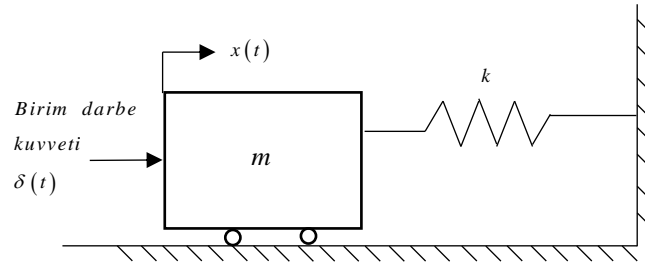 x(t)
k
Birim darbe
kuvveti
m
δ(t)